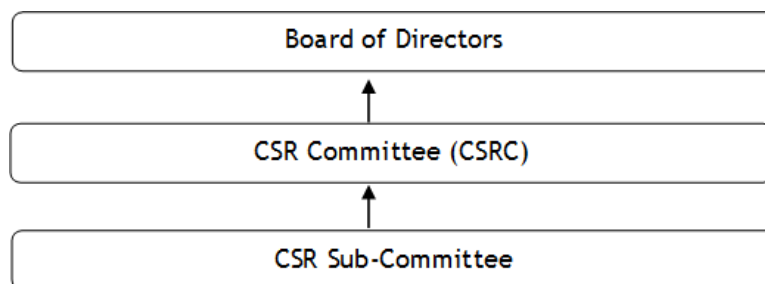 Board of Directors
CSR Committee (CSRC)
CSR Sub-Committee